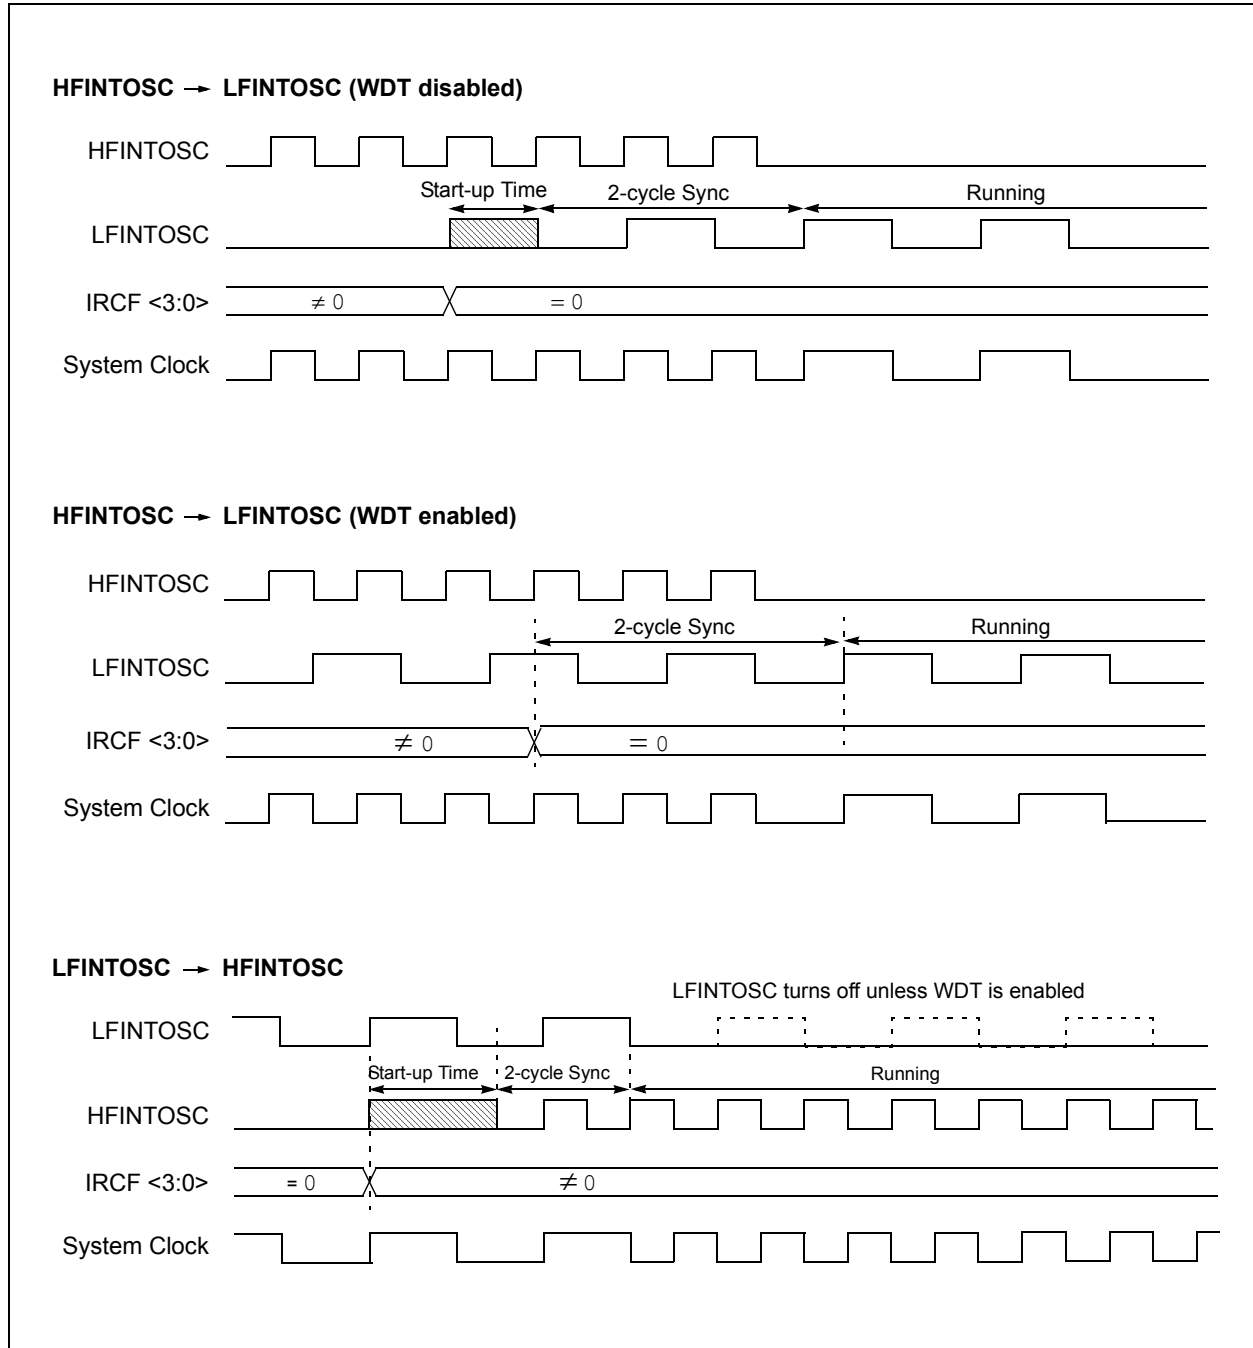 HFINTOSC → LFINTOSC (WDT disabled)
HFINTOSC
Start-up Time 2-cycle Sync Running
LFINTOSC
IRCF <3:0> ≠ 0 = 0
System Clock
HFINTOSC → LFINTOSC (WDT enabled)
HFINTOSC
2-cycle Sync Running
LFINTOSC
IRCF <3:0> ≠ 0 = 0
System Clock
LFINTOSC → HFINTOSC
LFINTOSC turns off unless WDT is enabled
LFINTOSC
Start-up Time 2-cycle Sync Running
HFINTOSC
IRCF <3:0> = 0 ≠ 0
System Clock